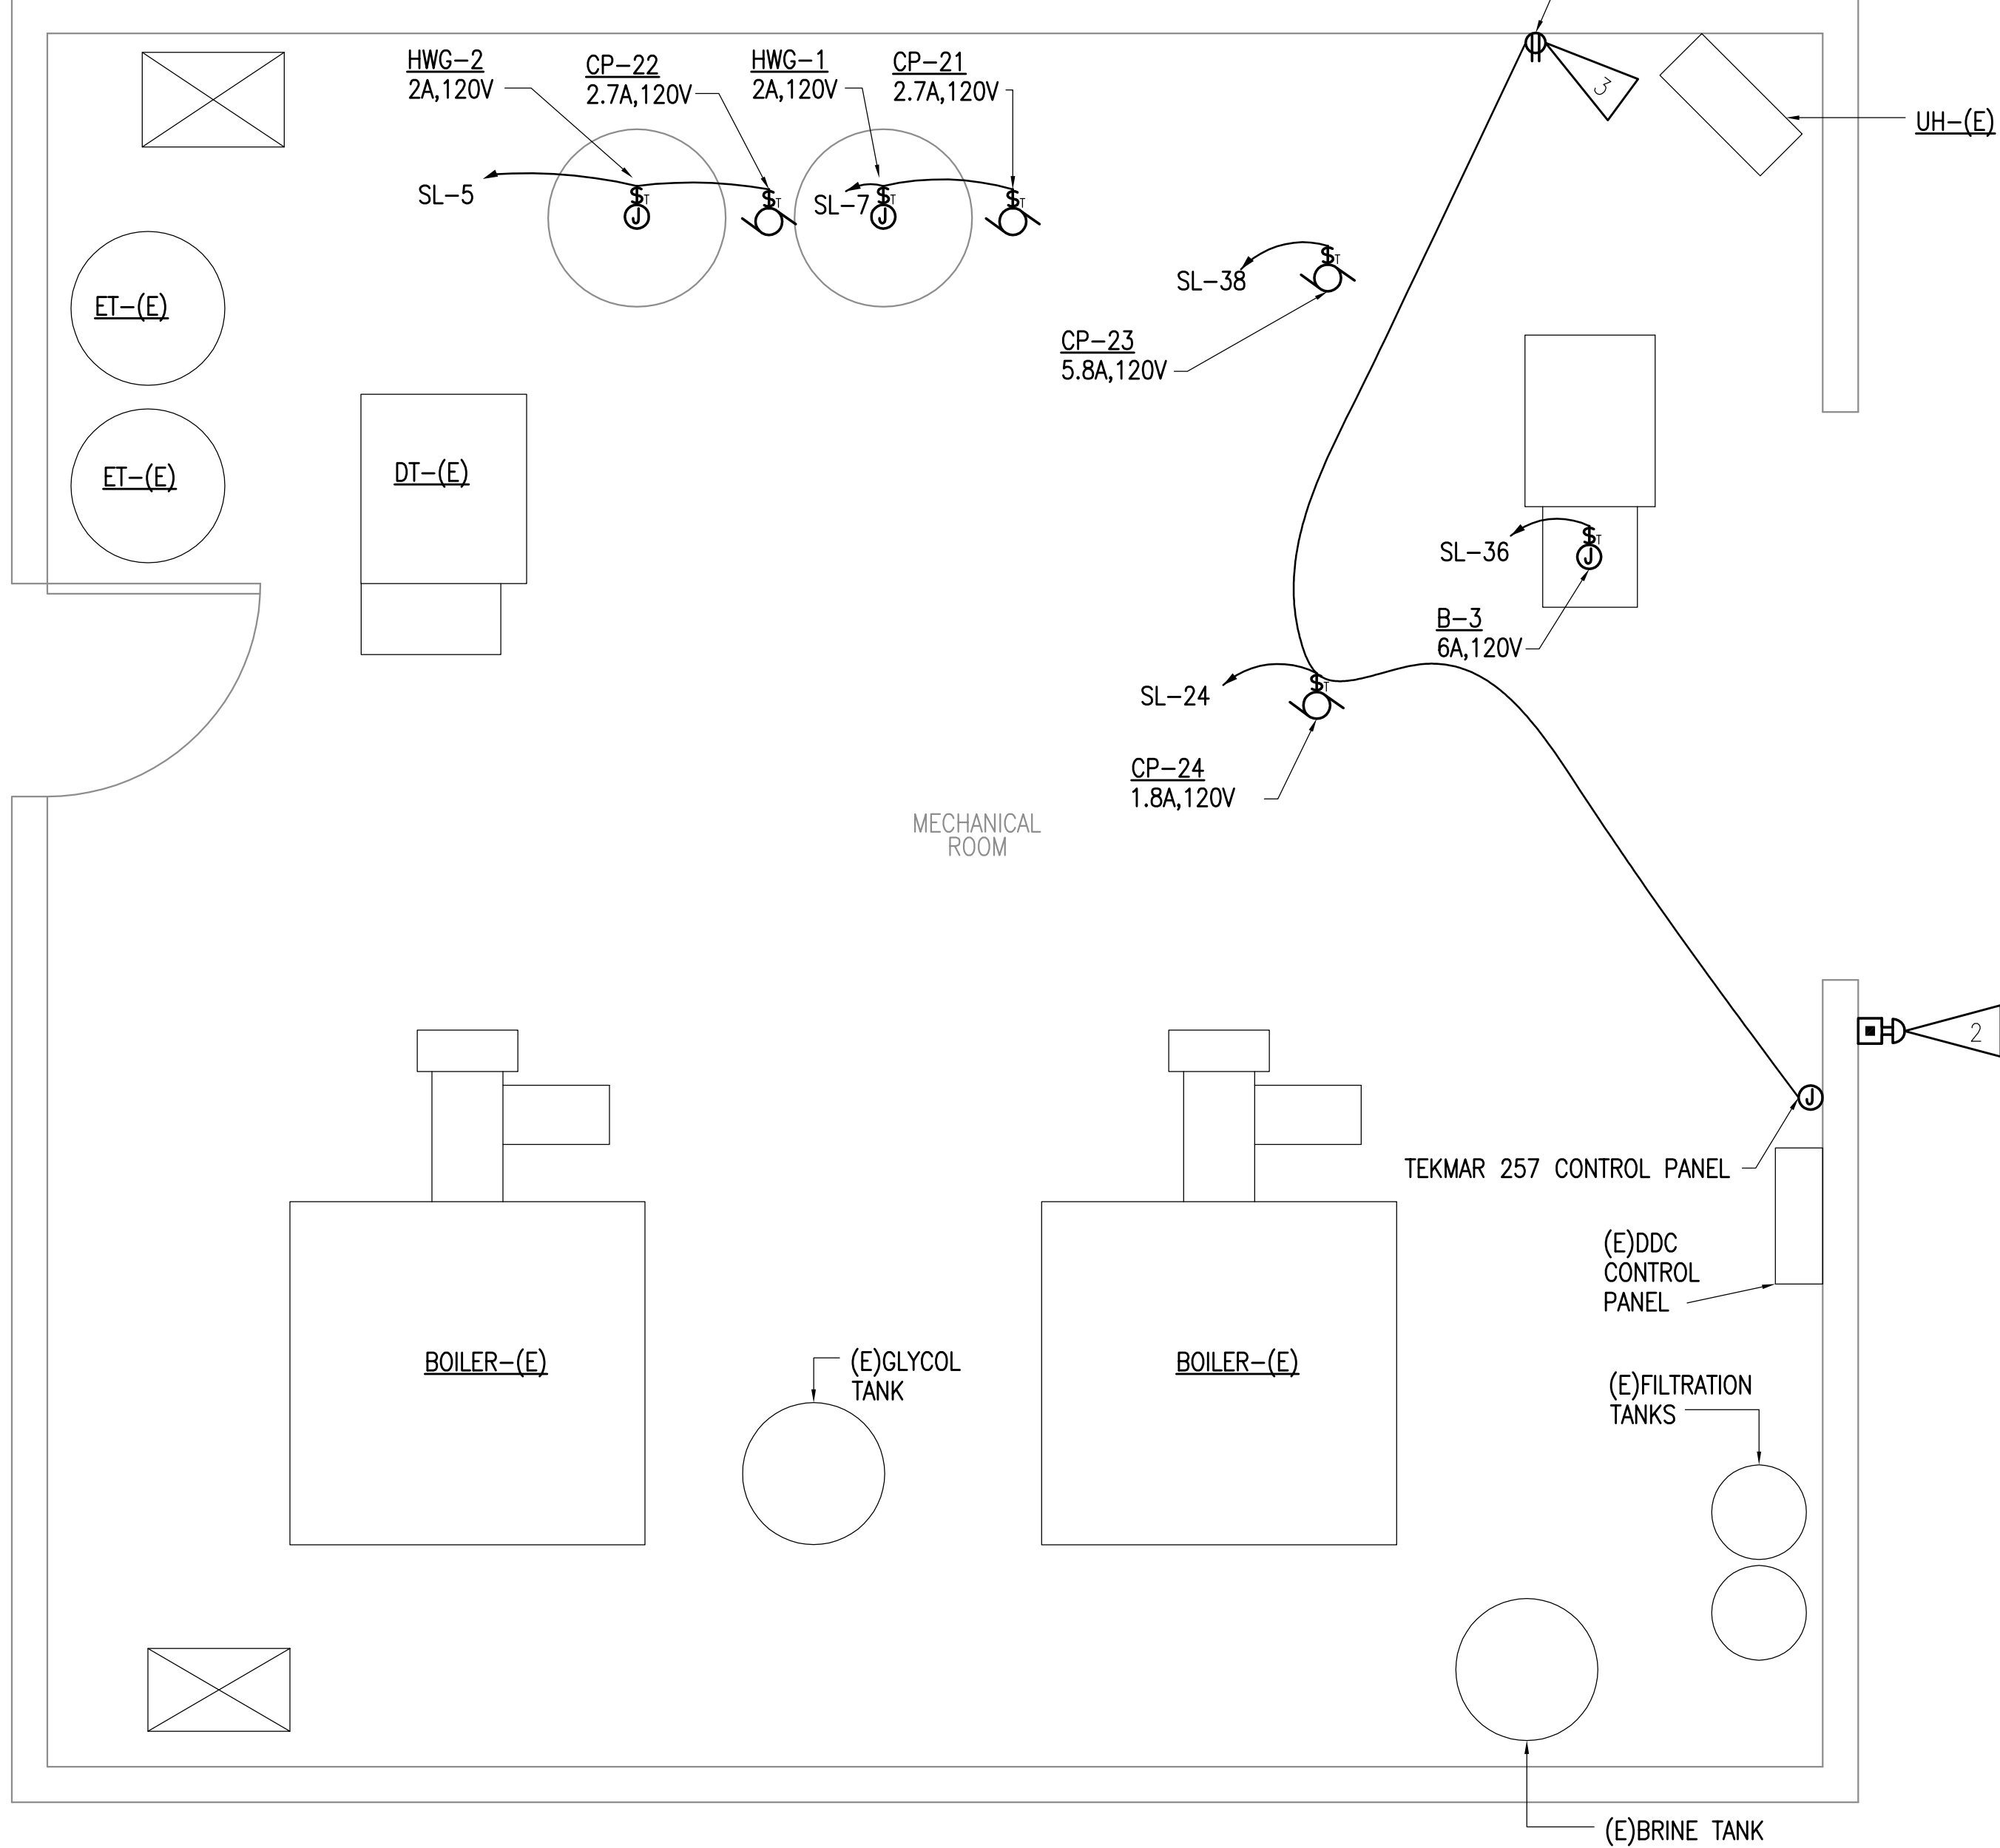 HWG-2
2A,120V
CP-22
2.7A,120V
HWG-1
2A,120V
CP-21
2.7A,120V
3
UH-(E)
SL-5
$T
J
$T
SL-7
$T
J
$T
ET-(E)
SL-38
$T
CP-23
5.8A,120V
ET-(E)
DT-(E)
SL-36
$T
J
B-3
6A,120V
SL-24
$T
CP-24
1.8A,120V
MECHANICAL
ROOM
2
J
TEKMAR 257 CONTROL PANEL
(E)DDC
CONTROL
PANEL
BOILER-(E)
(E)GLYCOL
TANK
BOILER-(E)
(E)FILTRATION
TANKS
(E)BRINE TANK